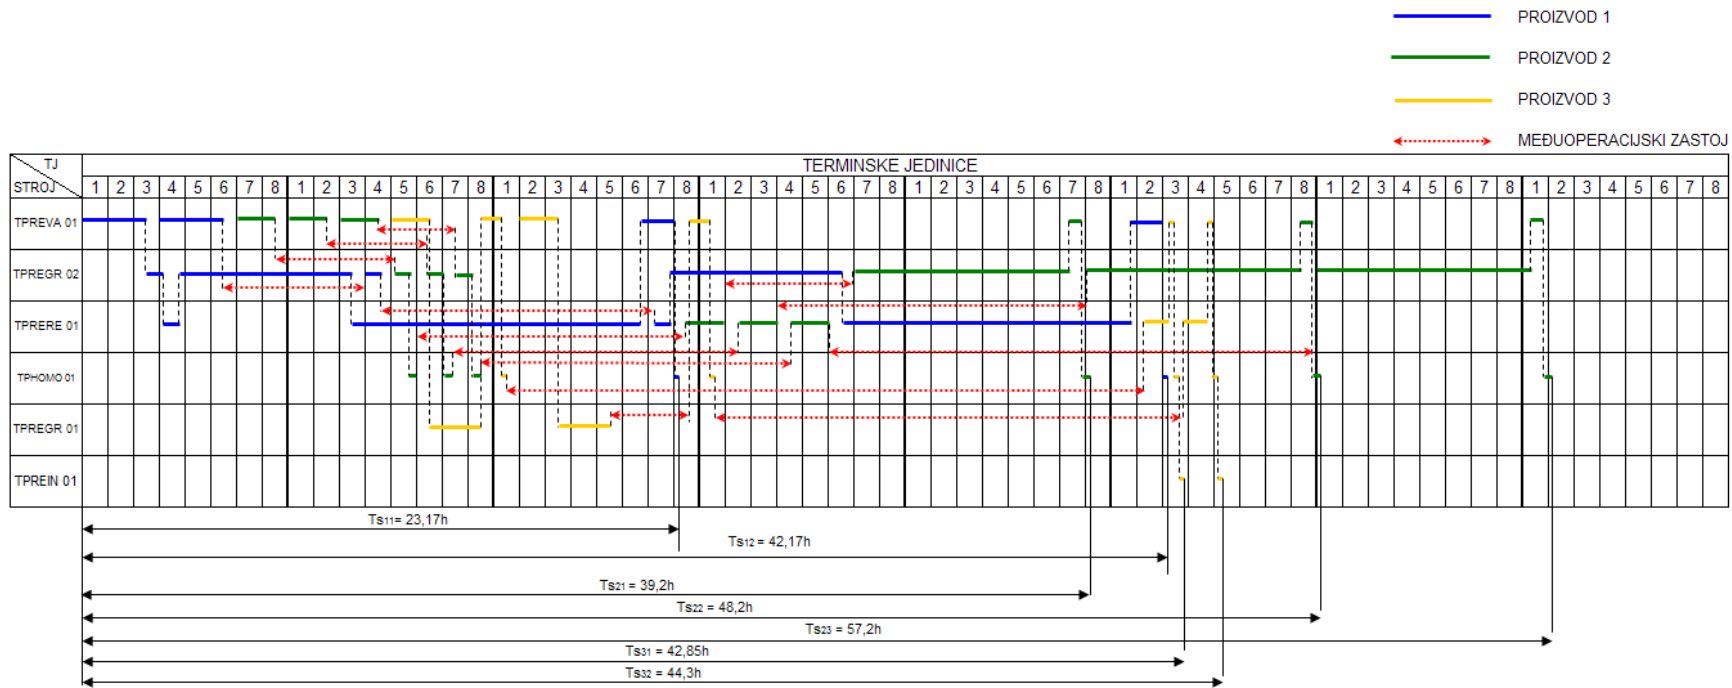 PROIZVOD 1
PROIZVOD 2
PROIZVOD 3
MEĐUOPERACIJSKI ZASTOJ
TJ
STROJ
TERMINSKE JEDINICE
1 2 3 4 5 6 7 8 1 2 3 4 5 6 7 8 1 2 3 4 5 6 7 8 1 2 3 4 5 6 7 8 1 2 3 4 5 6 7 8 1 2 3 4 5 6 7 8 1 2 3 4 5 6 7 8 1 2 3 4 5 6 7 8
TPREVA 01
TPREGR 02
TPRERE 01
TPHOMO 01
TPREGR 01
TPREIN 01
Ts11= 23,17h
Ts12 = 42,17h
Ts21 = 39,2h
Ts22 = 48,2h
Ts23 = 57,2h
Ts31 = 42,85h
Ts32 = 44,3h